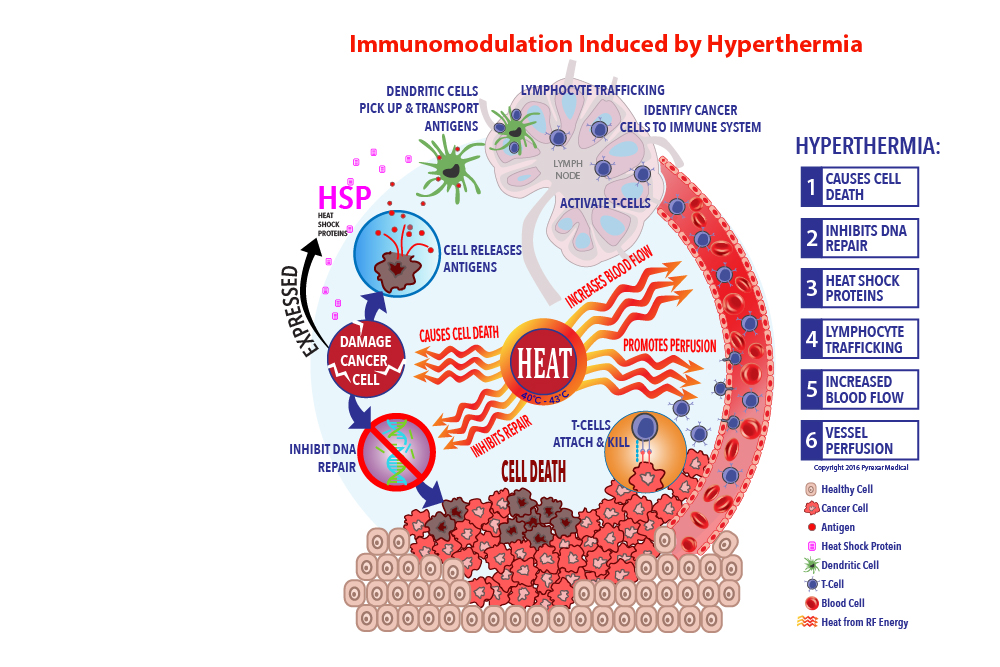 Immunomodulation Induced by Hyperthermia
DENDRITIC CELLS
PICK UP & TRANSPORT
ANTIGENS
LYMPHOCYTE TRAFFICKING
IDENTIFY CANCER
CELLS TO IMMUNE SYSTEM
LYMPH
NODE
ACTIVATE T-CELLS
HSP
HEAT
SHOCK
PROTEINS
CELL RELEASES
ANTIGENS
EXPRESSED
DAMAGE
CANCER
CELL
CAUSES CELL DEATH
INCREASES BLOOD FLOW
PROMOTES PERFUSION
HEAT
40°C - 43°C
INHIBITS REPAIR
INHIBIT DNA
REPAIR
T-CELLS
ATTACH & KILL
CELL DEATH
HYPERTHERMIA:
1 CAUSES CELL
DEATH
2 INHIBITS DNA
REPAIR
3 HEAT SHOCK
PROTEINS
4 LYMPHOCYTE
TRAFFICKING
5 INCREASED
BLOOD FLOW
6 VESSEL
PERFUSION
Copyright 2016 Pyrexar Medical
Healthy Cell
Cancer Cell
Antigen
Heat Shock Protein
Dendritic Cell
T-Cell
Blood Cell
Heat from RF Energy